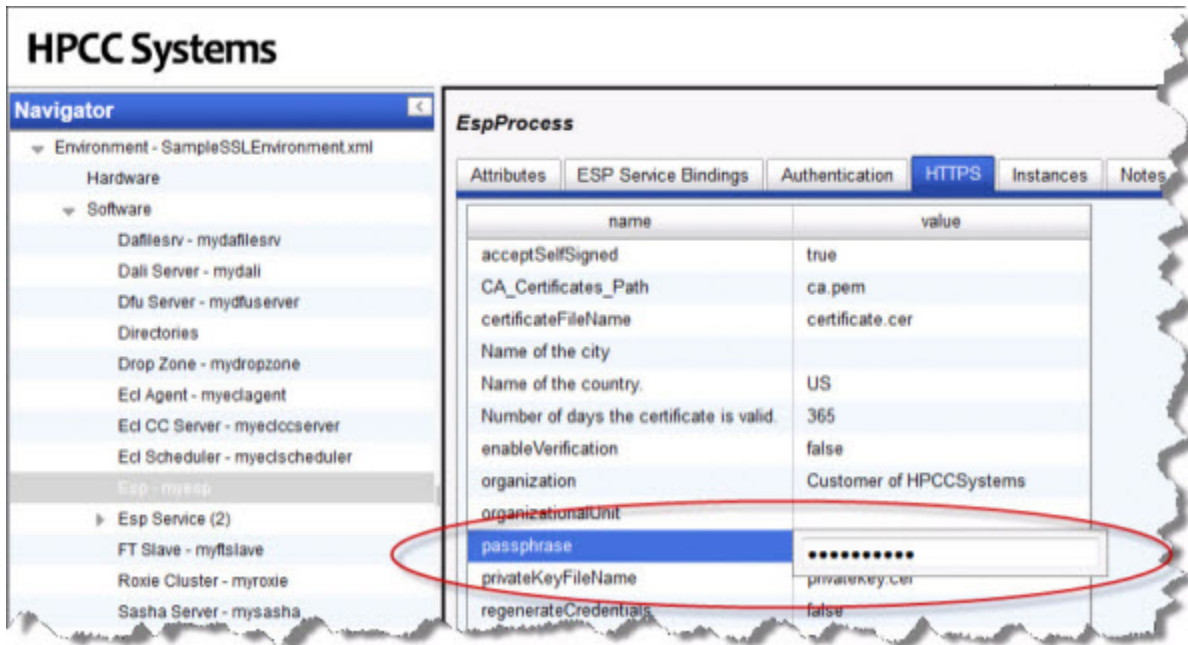 HPCC Systems
Navigator
Environment - SampleSSLEnvironment.xml
Hardware
Software
Dafilesrv - mydafilesrv
Dali Server - mydali
Dfu Server - mydfuserver
Directories
Drop Zone - mydropzone
Ecl Agent - myeclagent
Ecl CC Server - myeclccserver
Ecl Scheduler - myeclscheduler
Esp - myesp
Esp Service (2)
FT Slave - myftslave
Roxie Cluster - myroxie
Sasha Server - mysasha
EspProcess
Attributes ESP Service Bindings Authentication HTTPS Instances Notes
name value
acceptSelfSigned true
CA_Certificates_Path ca.pem
certificateFileName certificate.cer
Name of the city
Name of the country. US
Number of days the certificate is valid. 365
enableVerification false
organization Customer of HPCCSystems
organizationalUnit
passphrase ••••••••••
privateKeyFileName privatekey.cer
regenerateCredentials false